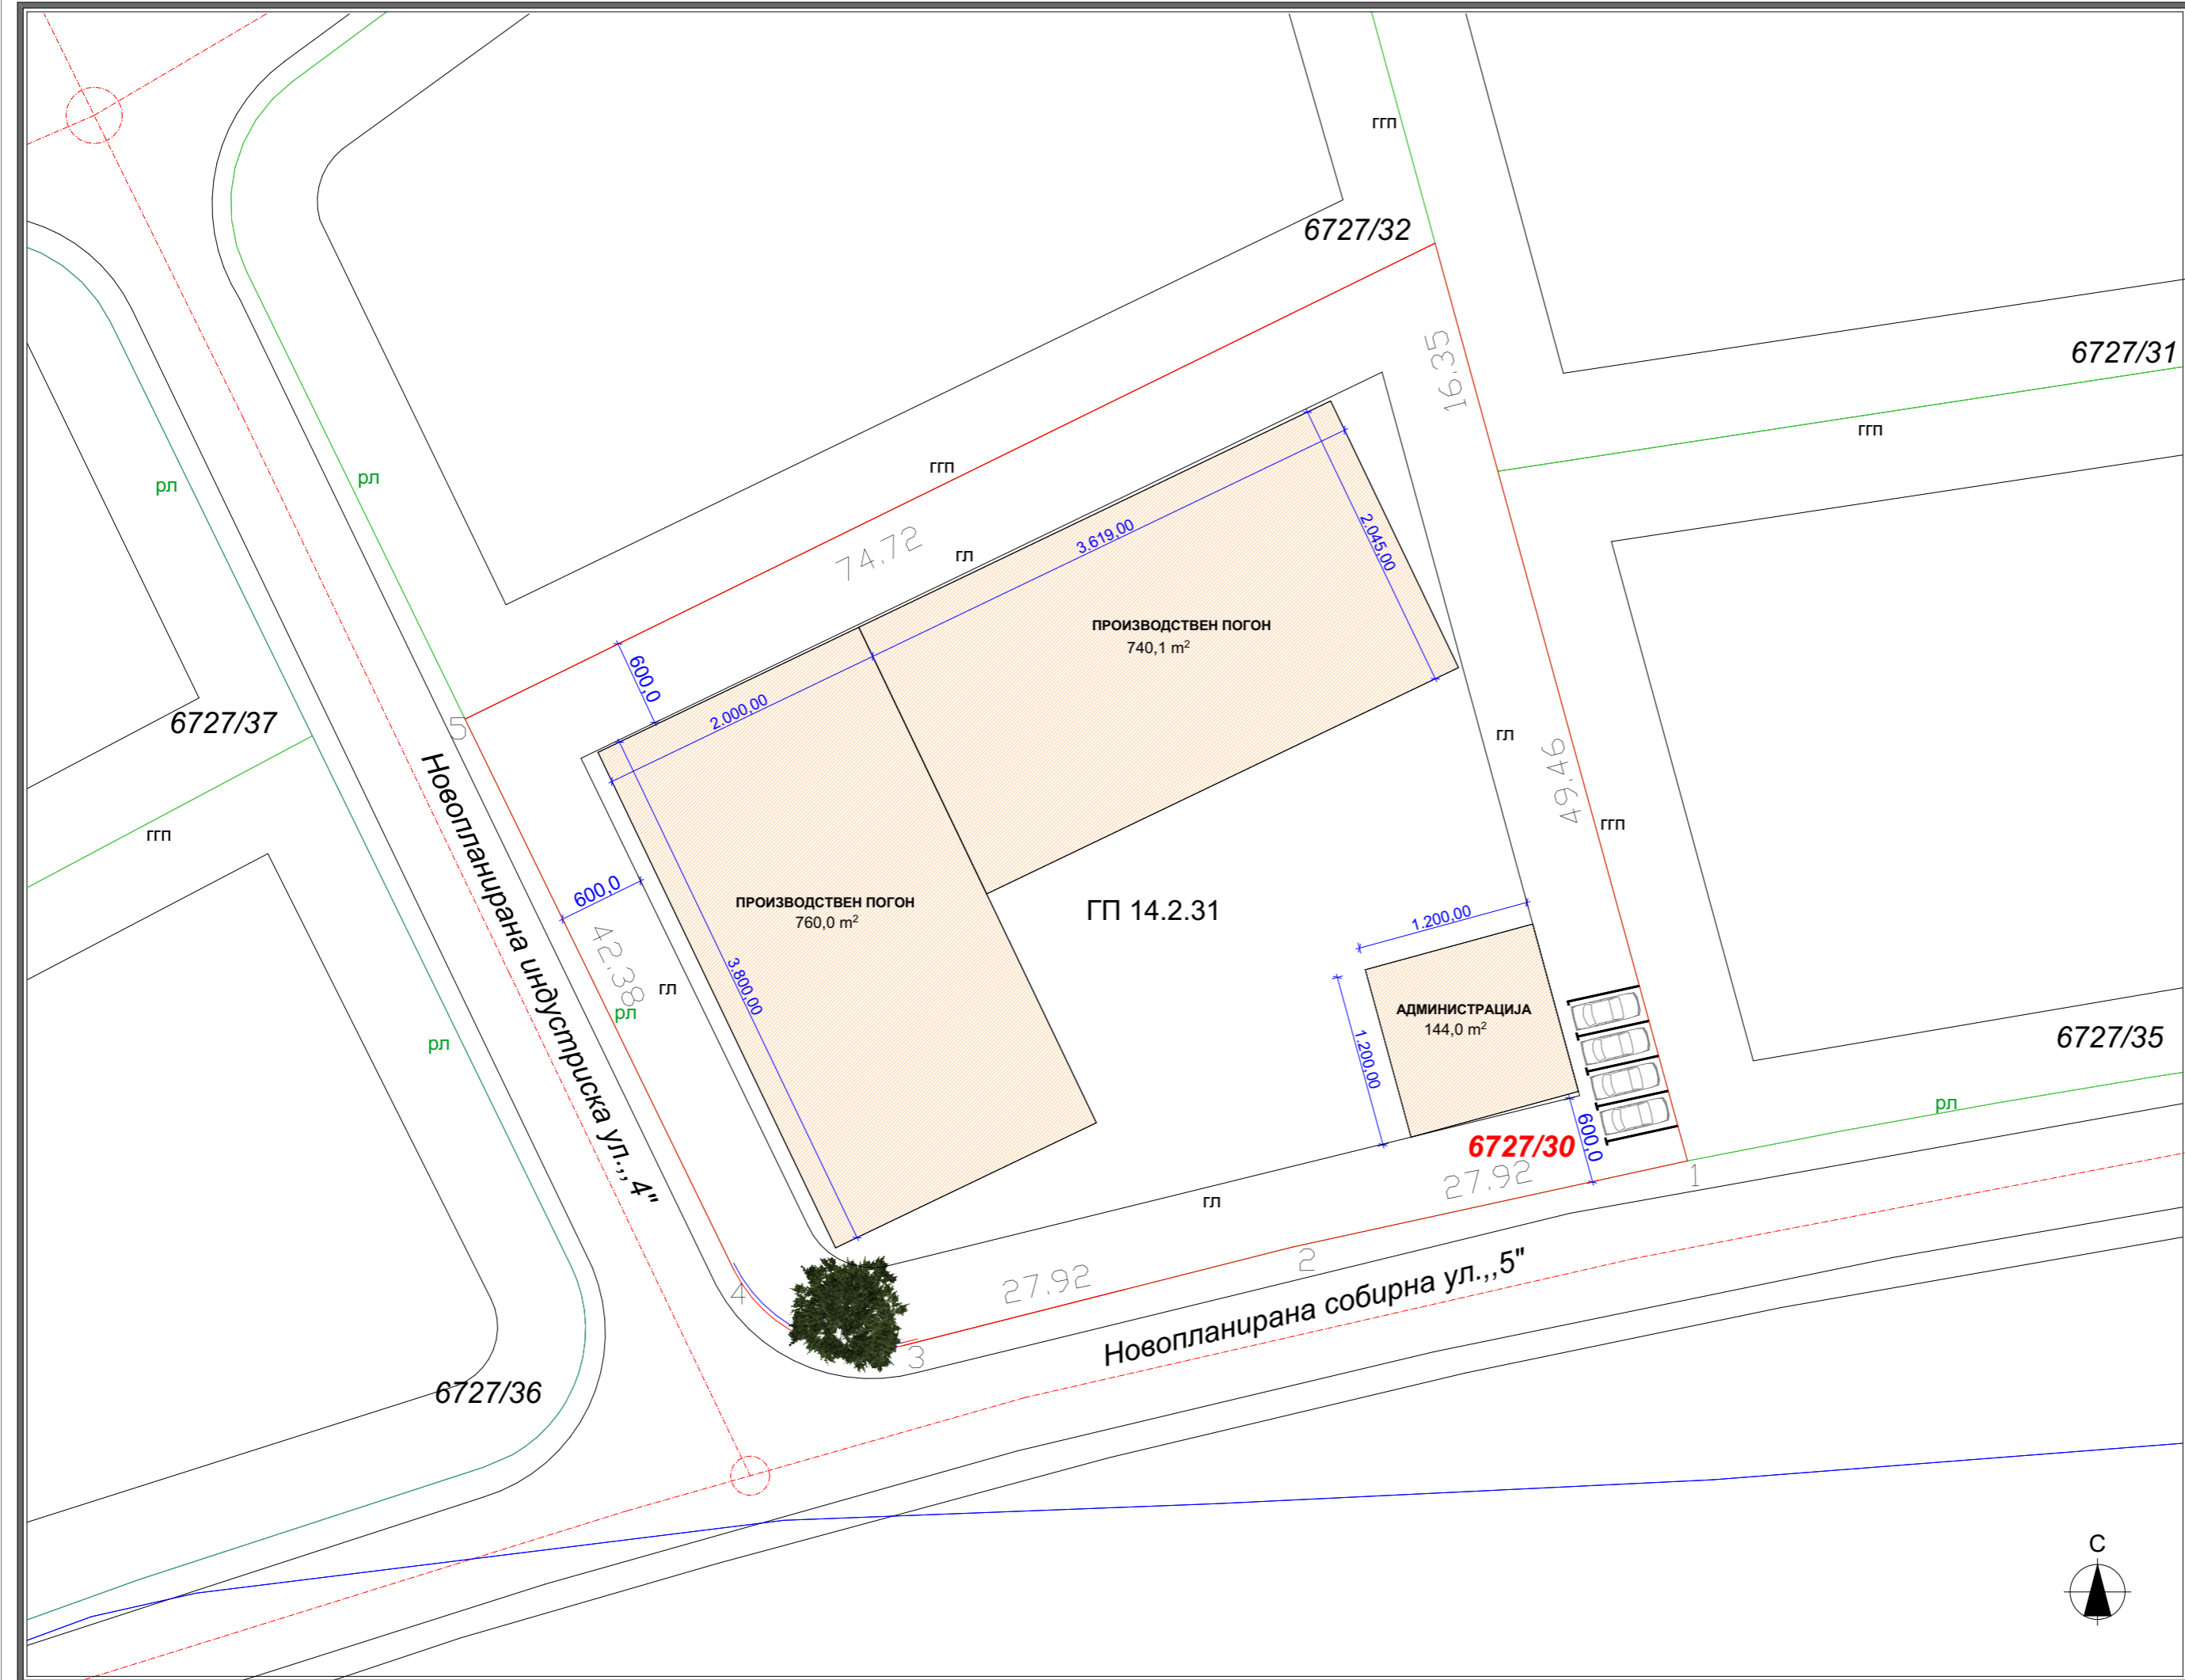 ггп
6727/32
16.35
6727/31
ггп
рл
рл
ггп
74.72
гл
3.619,00
2.045,00
ПРОИЗВОДСТВЕН ПОГОН
740,1 m²
600,0
2.000,00
6727/37
5
гл
49.46
ггп
ггп
Новопланирана индустриска ул.,,4"
600,0
ПРОИЗВОДСТВЕН ПОГОН
760,0 m²
ГП 14.2.31
1.200,00
42.38
гл
рл
3.800,00
АДМИНИСТРАЦИЈА
144,0 m²
1.200,00
рл
6727/35
рл
6727/30
600,0
27.92
1
гл
2
27.92
4
3
Новопланирана собирна ул.,,5"
6727/36
С